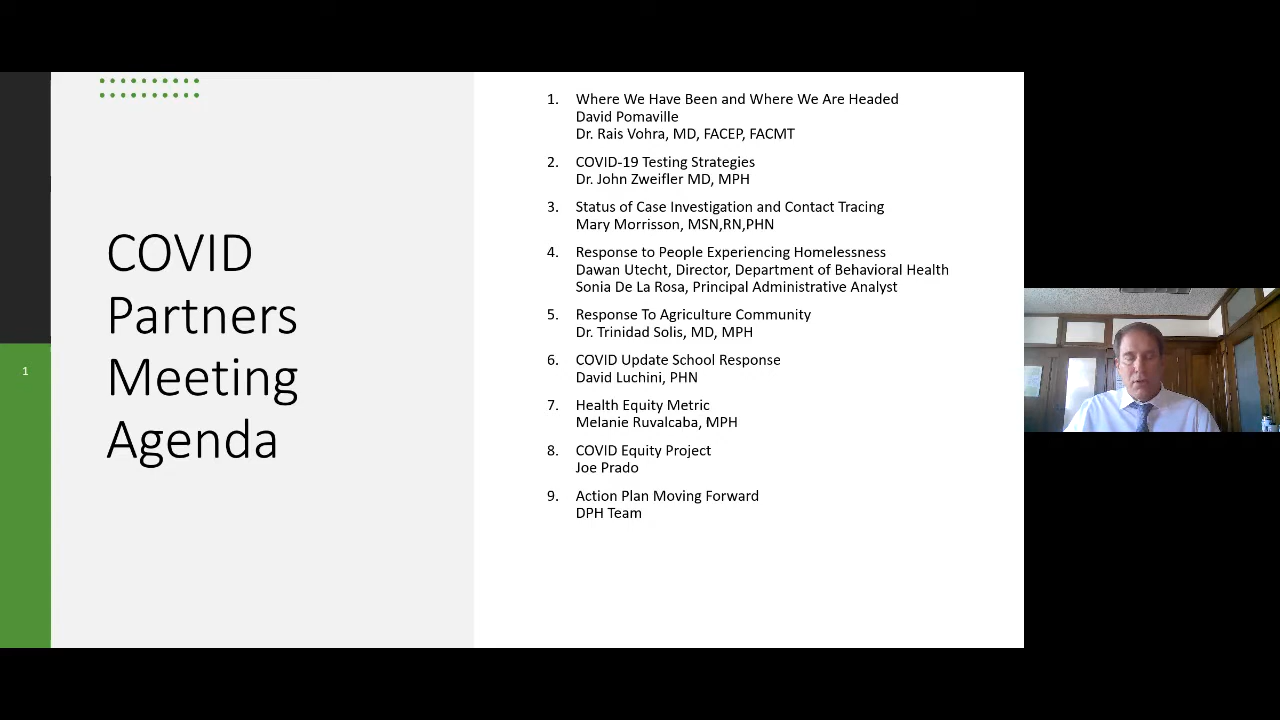 COVID
Partners
Meeting
Agenda
1
1. Where We Have Been and Where We Are Headed
David Pomaville
Dr. Rais Vohra, MD, FACEP, FACMT
2. COVID-19 Testing Strategies
Dr. John Zweifler MD, MPH
3. Status of Case Investigation and Contact Tracing
Mary Morrisson, MSN,RN,PHN
4. Response to People Experiencing Homelessness
Dawan Utecht, Director, Department of Behavioral Health
Sonia De La Rosa, Principal Administrative Analyst
5. Response To Agriculture Community
Dr. Trinidad Solis, MD, MPH
6. COVID Update School Response
David Luchini, PHN
7. Health Equity Metric
Melanie Ruvalcaba, MPH
8. COVID Equity Project
Joe Prado
9. Action Plan Moving Forward
DPH Team